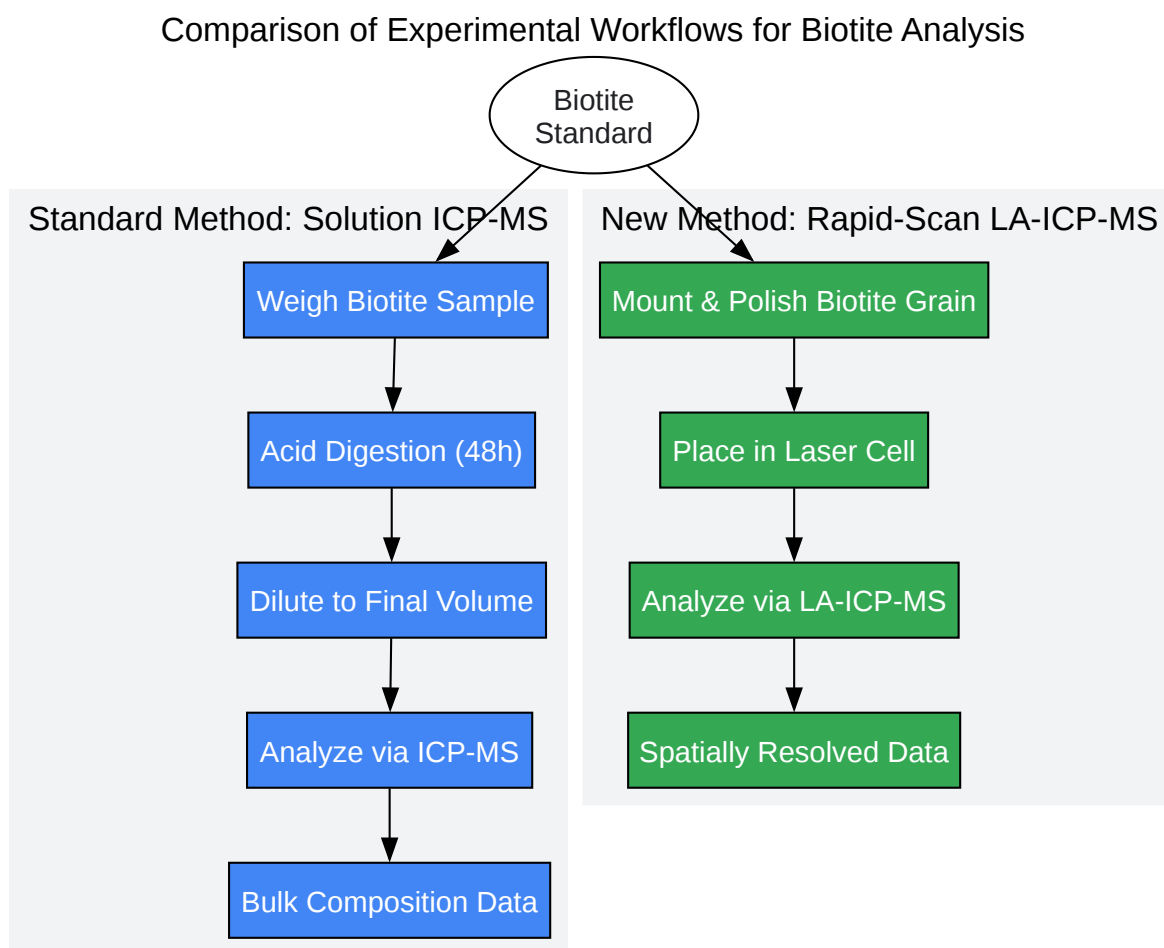 Comparison of Experimental Workflows for Biotite Analysis
Biotite
Standard
Standard Method: Solution ICP-MS
Weigh Biotite Sample
Acid Digestion (48h)
Dilute to Final Volume
Analyze via ICP-MS
Bulk Composition Data
New Method: Rapid-Scan LA-ICP-MS
Mount & Polish Biotite Grain
Place in Laser Cell
Analyze via LA-ICP-MS
Spatially Resolved Data